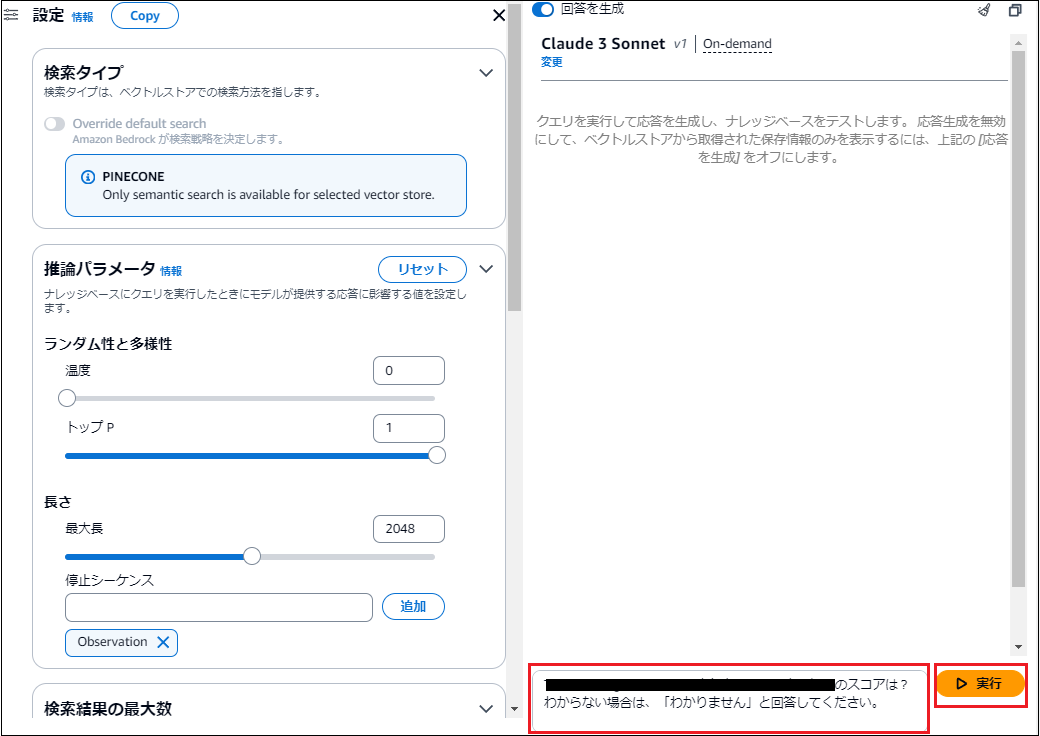 設定 情報 Copy
検索タイプ
検索タイプは、ベクトルストアでの検索方法を指します。
Override default search
Amazon Bedrock が検索戦略を決定します。
PINECONE
Only semantic search is available for selected vector store.
推論パラメータ 情報 リセット
ナレッジベースにクエリを実行したときにモデルが提供する応答に影響する値を設定し
ます。
ランダム性と多様性
温度 0
トップ P 1
長さ
最大長 2048
停止シーケンス
追加
Observation
検索結果の最大数
回答を生成
Claude 3 Sonnet v1 On-demand
変更
クエリを実行して応答を生成し、ナレッジベースをテストします。 応答生成を無効
にして、ベクトルストアから取得された保存情報のみを表示するには、上記の [応答
を生成] をオフにします。
のスコアは？
わからない場合は、「わかりません」と回答してください。
実行